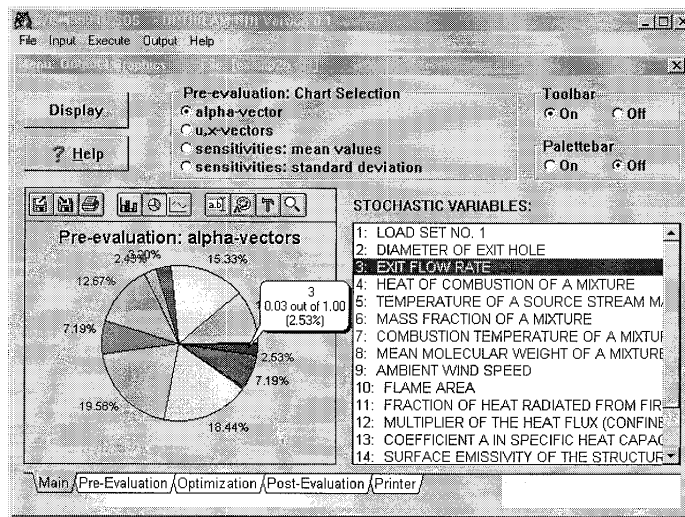 File Input Execute Output Help
Display
? Help
Pre-evaluation: Chart Selection
alpha-vector
u,x-vectors
sensitivities: mean values
sensitivities: standard deviation
Toolbar
On Off
Palettebar
On Off
Pre-evaluation: alpha-vectors
15.33%
12.67%
7.19%
19.58%
18.44%
7.19%
2.53%
3
0.03 out of 1.00
(2.53%)
STOCHASTIC VARIABLES:
1: LOAD SET NO. 1
2: DIAMETER OF EXIT HOLE
3: EXIT FLOW RATE
4: HEAT OF COMBUSTION OF A MIXTURE
5: TEMPERATURE OF A SOURCE STREAM
6: MASS FRACTION OF A MIXTURE
7: COMBUSTION TEMPERATURE OF A MIXTU
8: MEAN MOLECULAR WEIGHT OF A MIXTURE
9: AMBIENT WIND SPEED
10: FLAME AREA
11: FRACTION OF HEAT RADIATED FROM FIR
12: MULTIPLIER OF THE HEAT FLUX (CONFINE
13: COEFFICIENT A IN SPECIFIC HEAT CAPAC
14: SURFACE EMISSIVITY OF THE STRUCTUR
Main Pre-Evaluation Optimization Post-Evaluation Printer